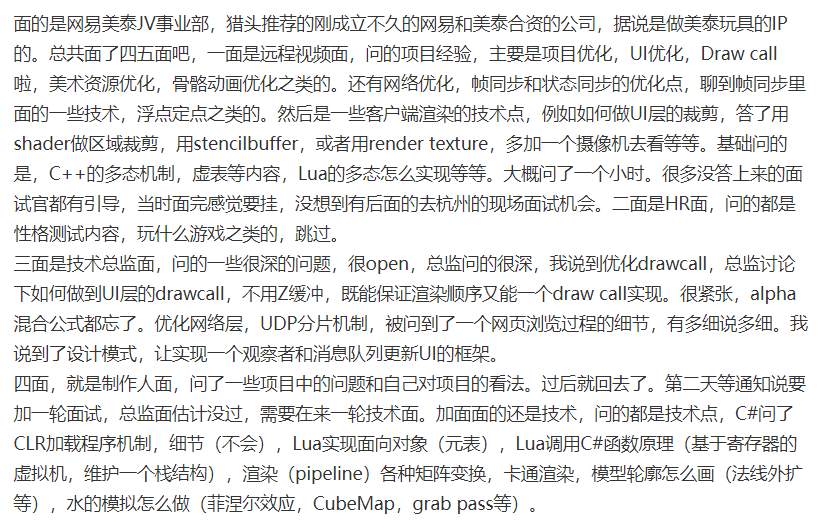 面的是网易美泰JV事业部，猎头推荐的刚成立不久的网易和美泰合资的公司，据说是做美泰玩具的IP
的。总共面了四五面吧，一面是远程视频面，问的项目经验，主要是项目优化，UI优化，Draw call
啦，美术资源优化，骨骼动画优化之类的。还有网络优化，帧同步和状态同步的优化点，聊到帧同步里
面的一些技术，浮点定点之类的。然后是一些客户端渲染的技术点，例如如何做UI层的裁剪，答了用
shader做区域裁剪，用stencilbuffer，或者用render texture，多加一个摄像机去看等等。基础问的
是，C++的多态机制，虚表等内容，Lua的多态怎么实现等等。大概问了一个小时。很多没答上来的面
试官都有引导，当时面完感觉要挂，没想到有后面的去杭州的现场面试机会。二面是HR面，问的都是
性格测试内容，玩什么游戏之类的，跳过。
三面是技术总监面，问的一些很深的问题，很open，总监问的很深，我说到优化drawcall，总监讨论
下如何做到UI层的drawcall，不用Z缓冲，既能保证渲染顺序又能一个draw call实现。很紧张，alpha
混合公式都忘了。优化网络层，UDP分片机制，被问到了一个网页浏览过程的细节，有多细说多细。我
说到了设计模式，让实现一个观察者和消息队列更新UI的框架。
四面，就是制作人面，问了一些项目中的问题和自己对项目的看法。过后就回去了。第二天等通知说要
加一轮面试，总监面估计没过，需要在来一轮技术面。加面面的还是技术，问的都是技术点，C#问了
CLR加载程序机制，细节（不会），Lua实现面向对象（元表），Lua调用C#函数原理（基于寄存器的
虚拟机，维护一个栈结构），渲染（pipeline）各种矩阵变换，卡通渲染，模型轮廓怎么画（法线外扩
等），水的模拟怎么做（菲涅尔效应，CubeMap，grab pass等）。